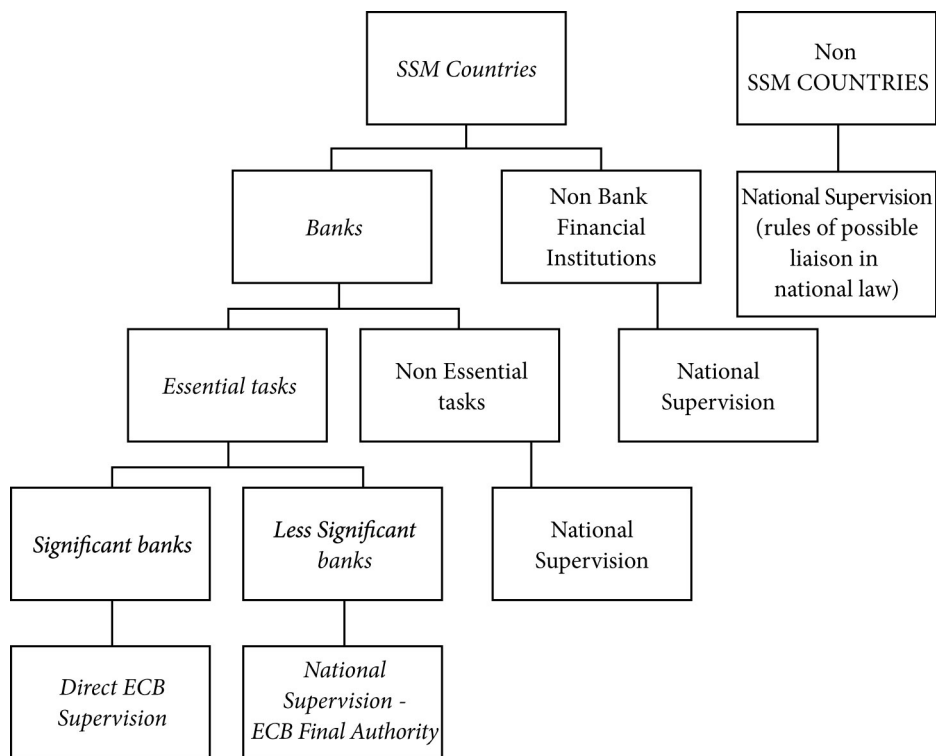 SSM Countries
Non
SSM COUNTRIES
Banks
Non Bank
Financial
Institutions
National Supervision
(rules of possible
liaison in
national law)
Essential tasks
Non Essential
tasks
National
Supervision
Significant banks
Less Significant
banks
National
Supervision
Direct ECB
Supervision
National
Supervision -
ECB Final Authority